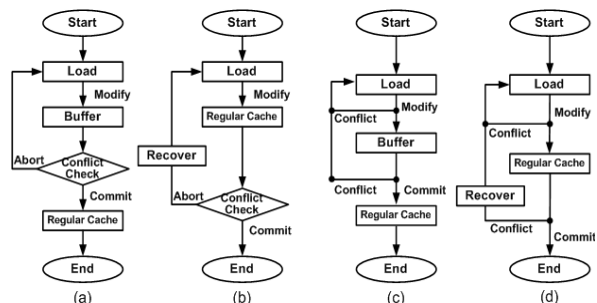 Start
Load
Modify
Buffer
Abort
Conflict
Check
Commit
Regular Cache
End
(a)
Start
Load
Modify
Regular Cache
Recover
Abort
Conflict
Check
Commit
End
(b)
Start
Load
Modify
Conflict
Buffer
Conflict
Commit
Regular Cache
End
(c)
Start
Load
Modify
Conflict
Regular Cache
Recover
Conflict
Commit
End
(d)